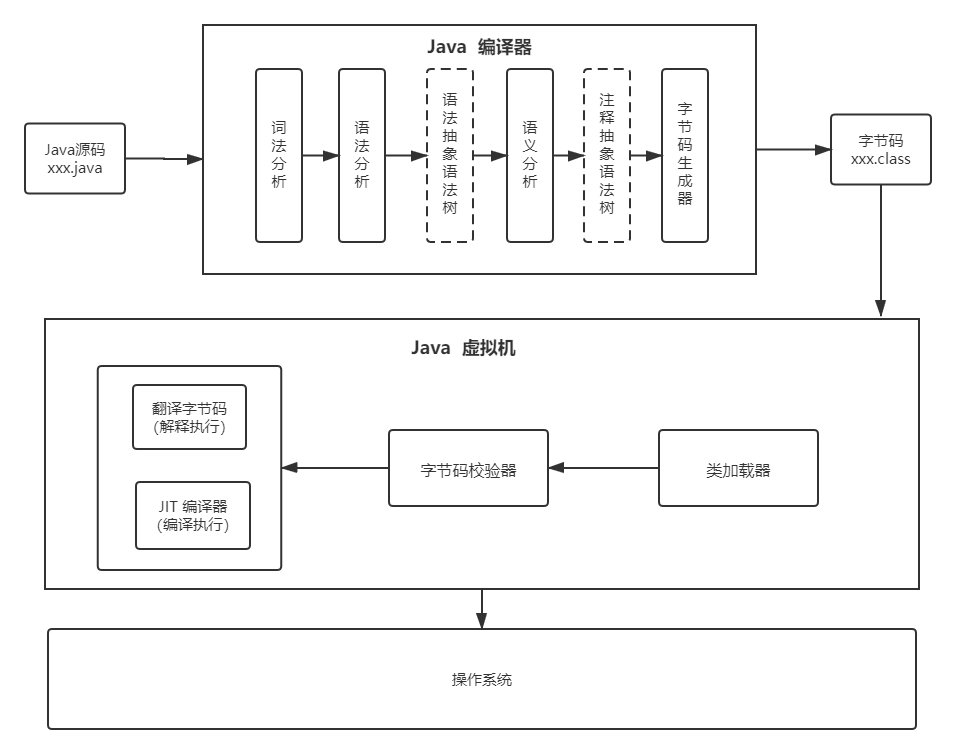 Java 编译器
Java源码
xxx.java
词法分析
语法分析
语法抽象语法树
语义分析
注释抽象语法树
字节码生成器
字节码
xxx.class
Java 虚拟机
翻译字节码
(解释执行)
JIT 编译器
(编译执行)
字节码校验器
类加载器
操作系统